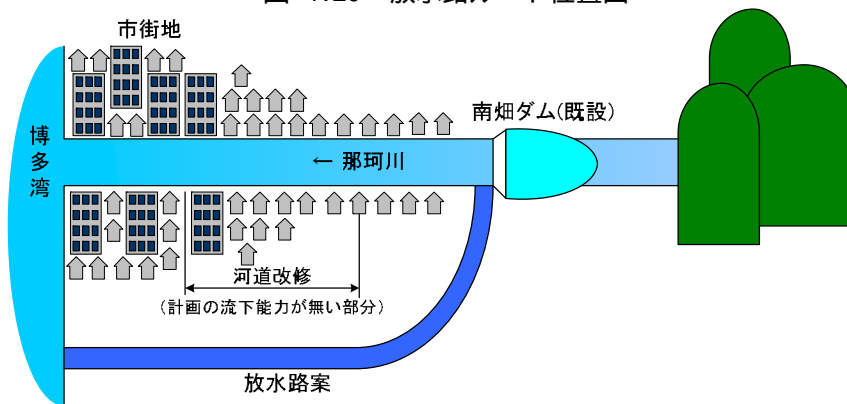 市街地
南畑ダム(既設)
博多湾
← 那珂川
河道改修
(計画の流下能力が無い部分)
放水路案